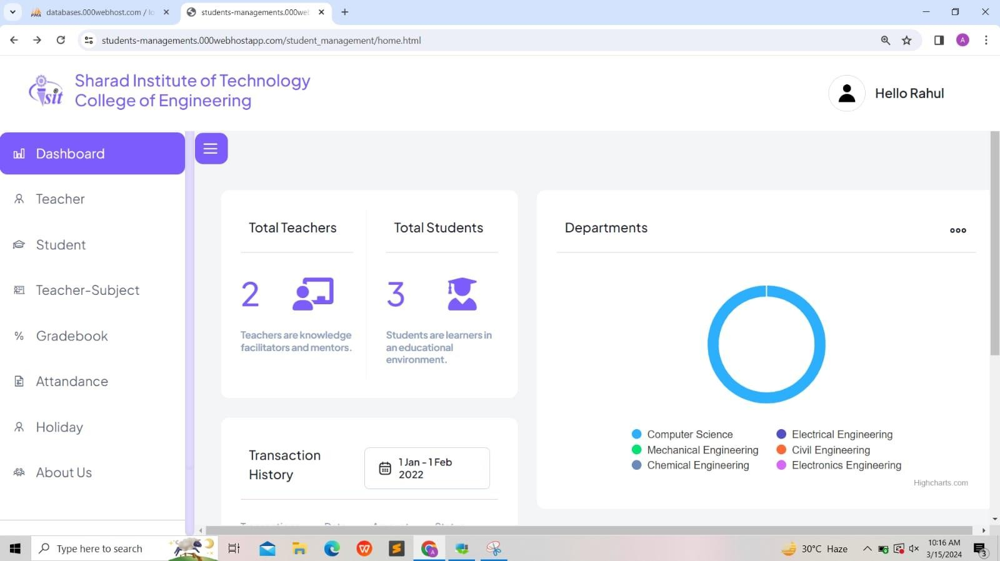 databases.000webhost.com / lo
students-managements.000we
students-managements.000webhostapp.com/student_management/home.html
A
sit
Sharad Institute of Technology
College of Engineering
Hello Rahul
Dashboard
Teacher
Student
Teacher-Subject
Gradebook
Attandance
Holiday
About Us
Total Teachers
Total Students
2
3
Teachers are knowledge
facilitators and mentors.
Students are learners in
an educational
environment.
Departments
Computer Science
Electrical Engineering
Mechanical Engineering
Civil Engineering
Chemical Engineering
Electronics Engineering
Highcharts.com
Transaction
History
1 Jan - 1 Feb
2022
Type here to search
30°C Haze
10:16 AM
3/15/2024
3